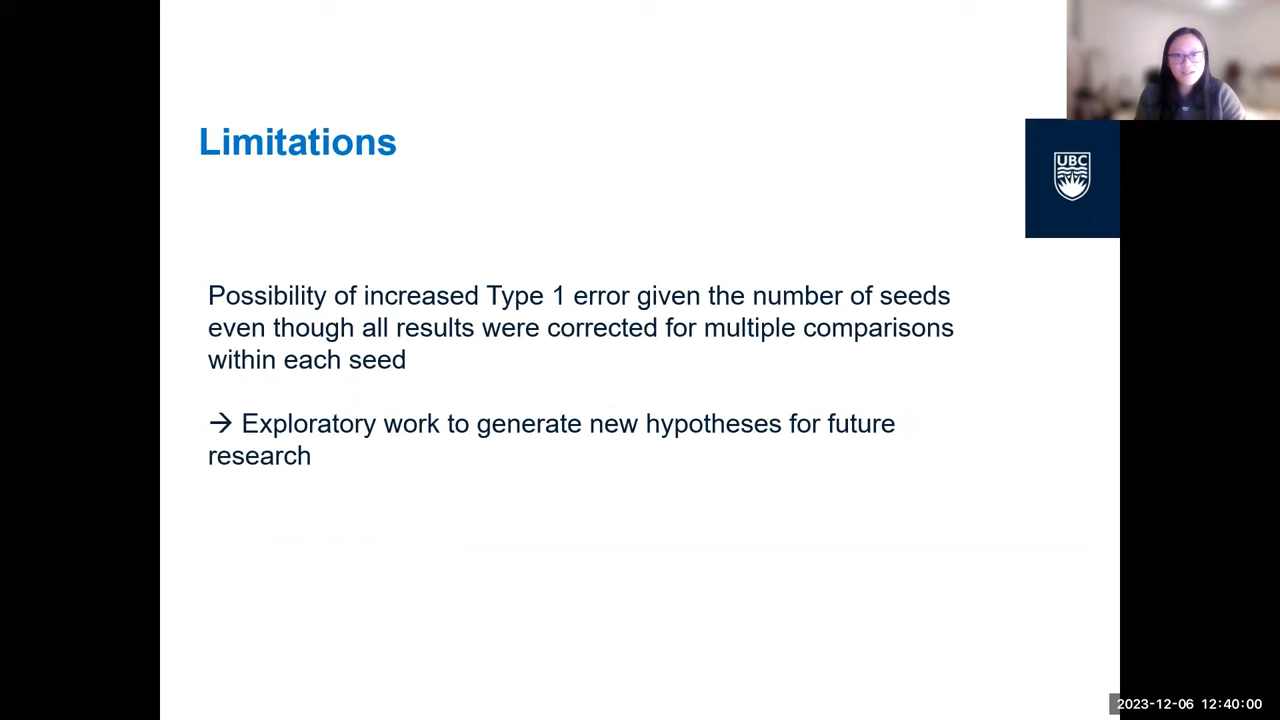 Limitations
UBC
Possibility of increased Type 1 error given the number of seeds
even though all results were corrected for multiple comparisons
within each seed
→ Exploratory work to generate new hypotheses for future
research
2023-12-06 12:40:00